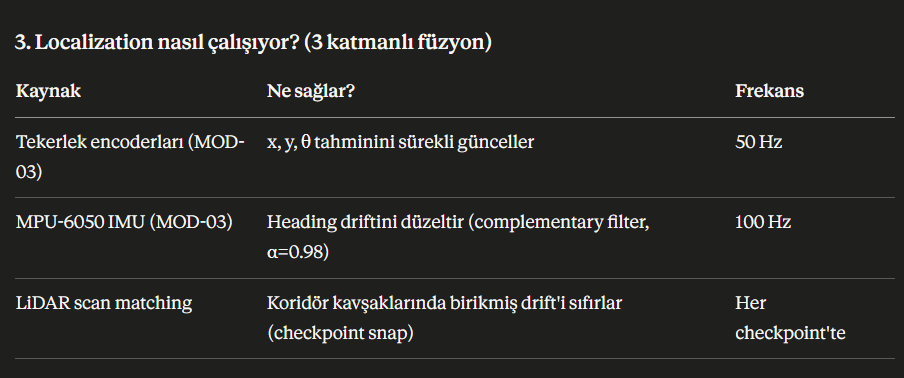 3. Localization nasıl çalışıyor? (3 katmanlı füzyon)
Kaynak Ne sağlar? Frekans
Tekerlek encoderları (MOD- x, y, θ tahminini sürekli günceller 50 Hz
03)
MPU-6050 IMU (MOD-03) Heading driftini düzeltir (complementary filter, 100 Hz
α=0.98)
LiDAR scan matching Koridör kavşaklarında birikmiş drift'i sıfırlar Her
(checkpoint snap) checkpoint'te